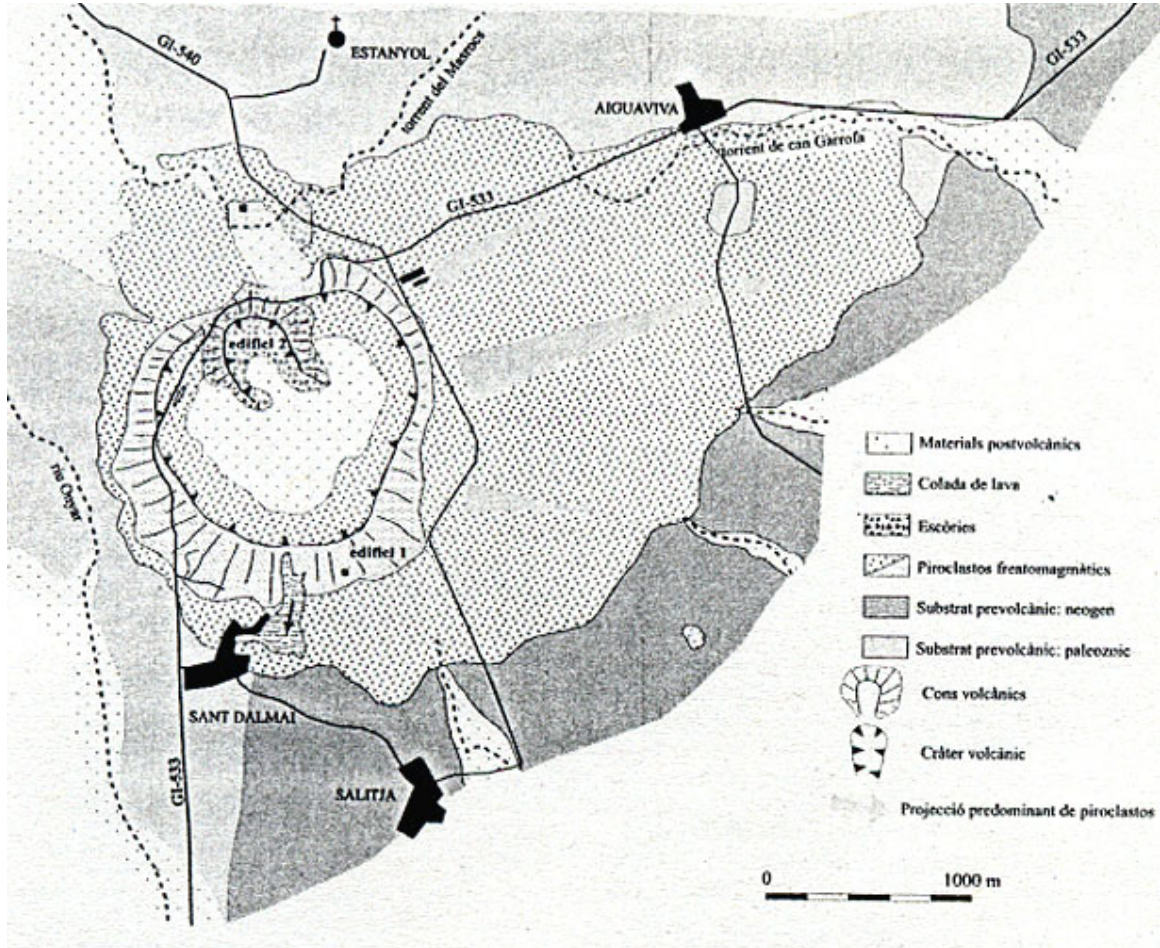 GI-540
ESTANYOL
torrent del Masrocs
GI-533
AIGUAVIVA
torrent de can Garrofa
GI-533
edifici 2
riu Onyar
edifici 1
SANT DALMAI
GI-533
SALITJA
Materials postvolcànics
Colada de lava
Escòries
Piroclastos freatomagmàtics
Substrat prevolcànic: neogen
Substrat prevolcànic: paleozoic
Cons volcànics
Cràter volcànic
Projecció predominant de piroclastos
0 1000 m